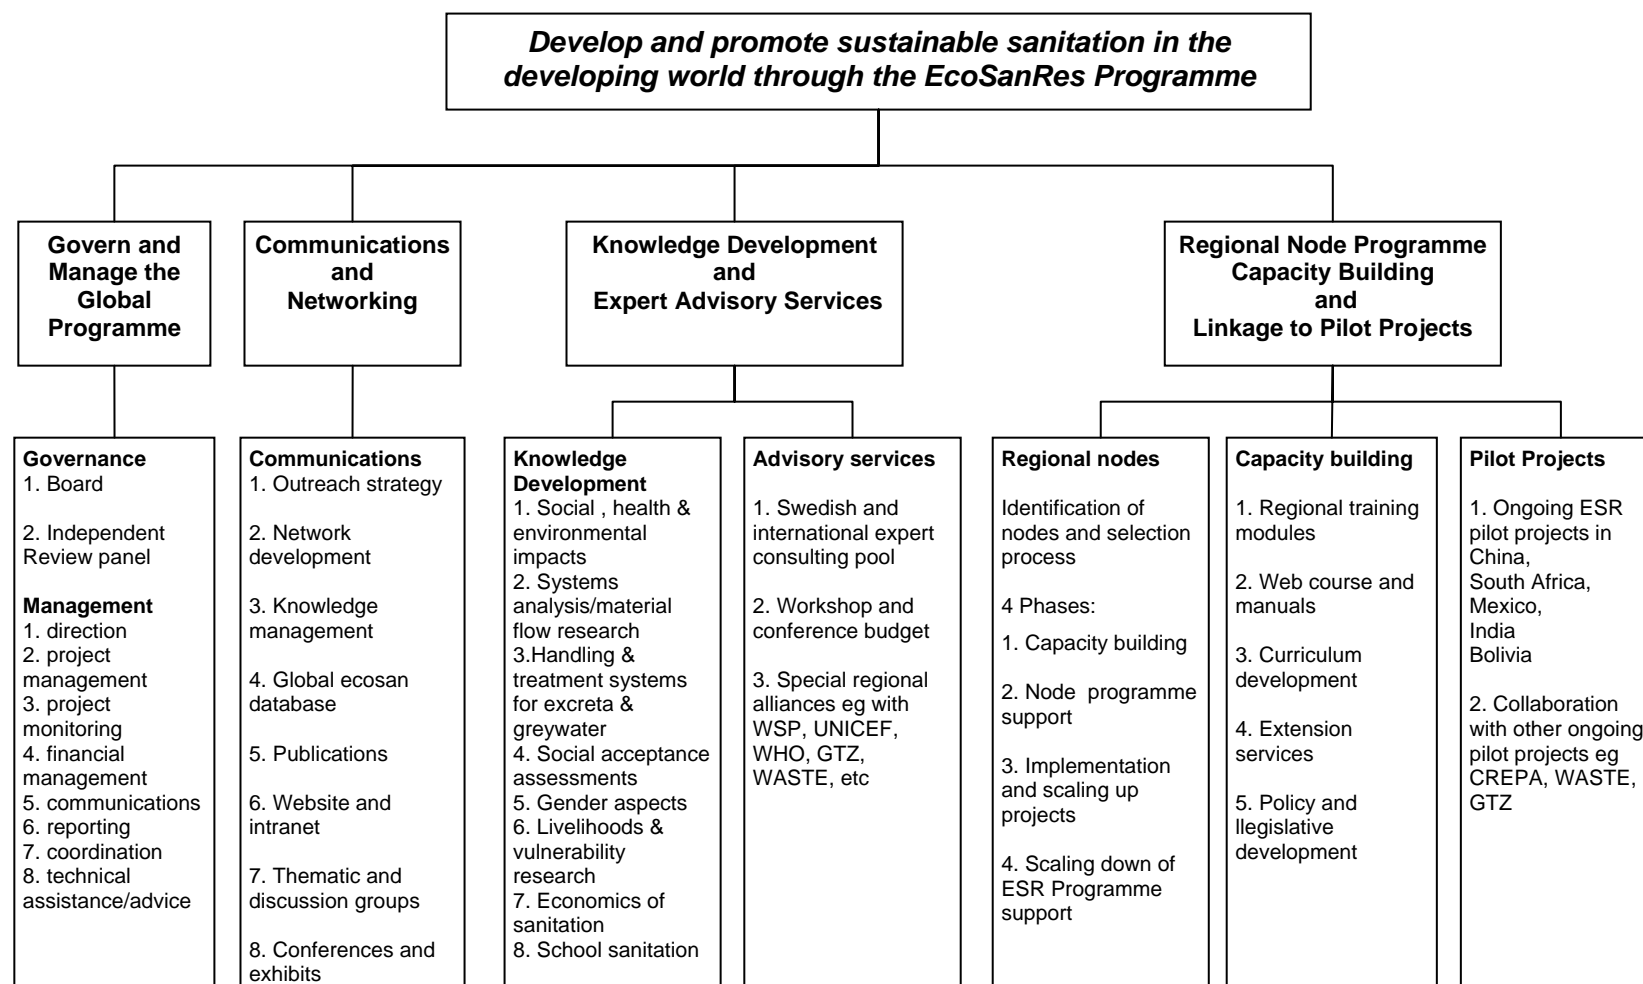 Develop and promote sustainable sanitation in the
developing world through the EcoSanRes Programme
Govern and
Manage the
Global
Programme
Communications
and
Networking
Knowledge Development
and
Expert Advisory Services
Regional Node Programme
Capacity Building
and
Linkage to Pilot Projects
Governance
1. Board
2. Independent
Review panel
Management
1. direction
2. project
management
3. project
monitoring
4. financial
management
5. communications
6. reporting
7. coordination
8. technical
assistance/advice
Communications
1. Outreach strategy
2. Network
development
3. Knowledge
management
4. Global ecosan
database
5. Publications
6. Website and
intranet
7. Thematic and
discussion groups
8. Conferences and
exhibits
Knowledge
Development
1. Social , health &
environmental
impacts
2. Systems
analysis/material
flow research
3.Handling &
treatment systems
for excreta &
greywater
4. Social acceptance
assessments
5. Gender aspects
6. Livelihoods &
vulnerability
research
7. Economics of
sanitation
8. School sanitation
Advisory services
1. Swedish and
international expert
consulting pool
2. Workshop and
conference budget
3. Special regional
alliances eg with
WSP, UNICEF,
WHO, GTZ,
WASTE, etc
Regional nodes
Identification of
nodes and selection
process
4 Phases:
1. Capacity building
2. Node programme
support
3. Implementation
and scaling up
projects
4. Scaling down of
ESR Programme
support
Capacity building
1. Regional training
modules
2. Web course and
manuals
3. Curriculum
development
4. Extension
services
5. Policy and
llegislative
development
Pilot Projects
1. Ongoing ESR
pilot projects in
China,
South Africa,
Mexico,
India
Bolivia
2. Collaboration
with other ongoing
pilot projects eg
CREPA, WASTE,
GTZ